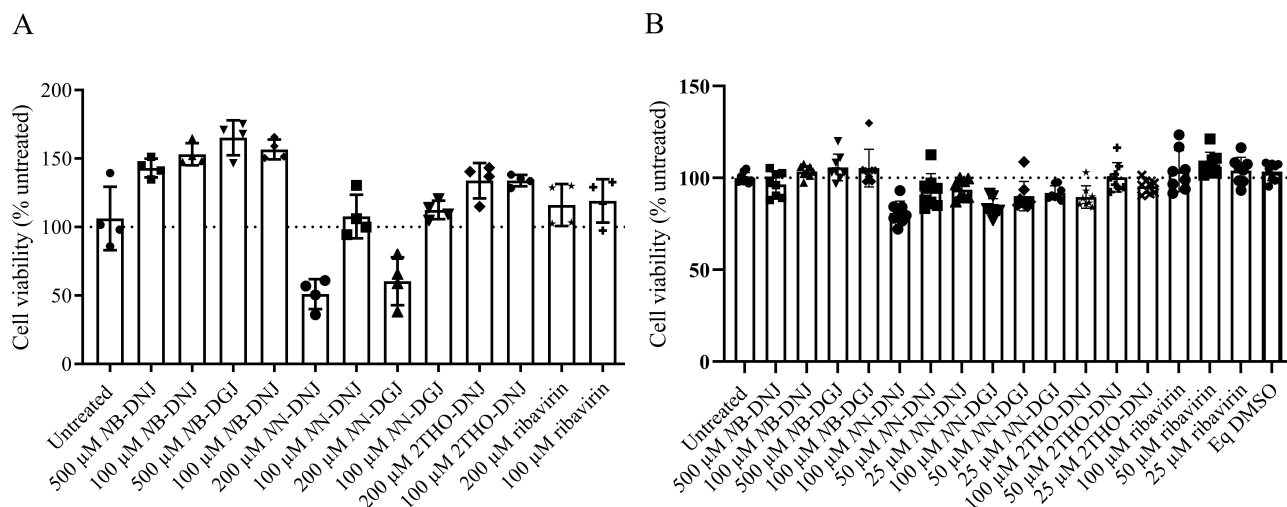 A
Cell viability (% untreated)
200
150
100
50
0
Untreated
500 µM NB-DNJ
100 µM NB-DNJ
500 µM NB-DGJ
100 µM NB-DNJ
200 µM NN-DNJ
100 µM NN-DNJ
200 µM NN-DGJ
100 µM NN-DGJ
200 µM 2THO-DNJ
100 µM 2THO-DNJ
200 µM ribavirin
100 µM ribavirin
B
Cell viability (% untreated)
150
100
50
0
Untreated
500 µM NB-DNJ
100 µM NB-DNJ
500 µM NB-DGJ
100 µM NB-DGJ
100 µM NN-DNJ
50 µM NN-DNJ
25 µM NN-DNJ
100 µM NN-DGJ
50 µM NN-DGJ
25 µM NN-DGJ
100 µM 2THO-DNJ
50 µM 2THO-DNJ
25 µM 2THO-DNJ
100 µM ribavirin
50 µM ribavirin
25 µM ribavirin
Eq DMSO